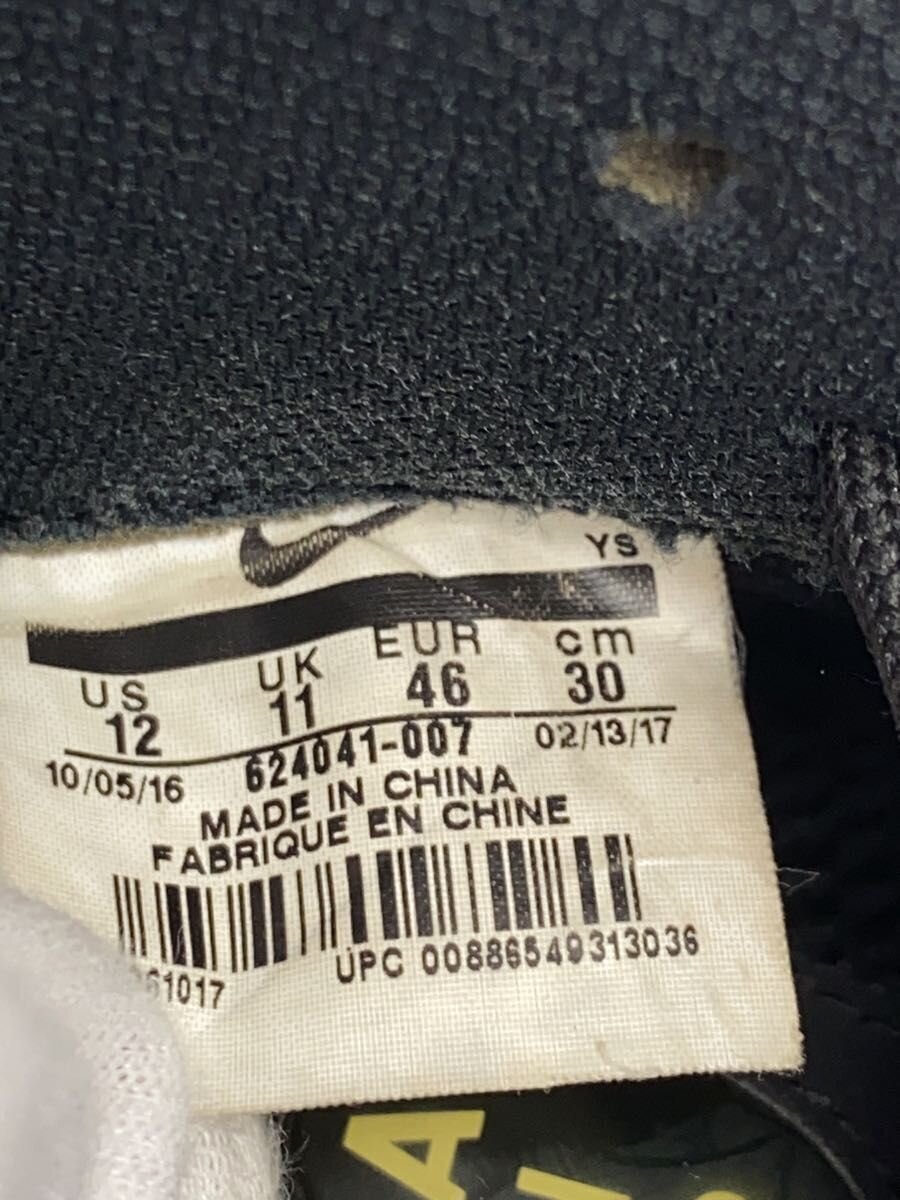 YS
US UK EUR cm
12 11 46 30
10/05/16 624041-007 02/13/17
MADE IN CHINA
FABRIQUE EN CHINE
61017 UPC 00886549313036
A